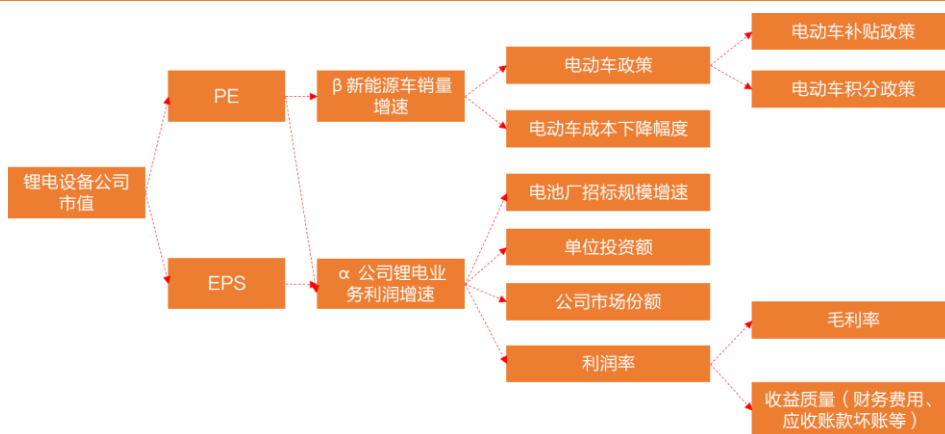 锂电设备公司
市值
PE
EPS
β 新能源车销量
增速
α 公司锂电业
务利润增速
电动车政策
电动车成本下降幅度
电池厂招标规模增速
单位投资额
公司市场份额
利润率
电动车补贴政策
电动车积分政策
毛利率
收益质量（财务费用、
应收账款坏账等）